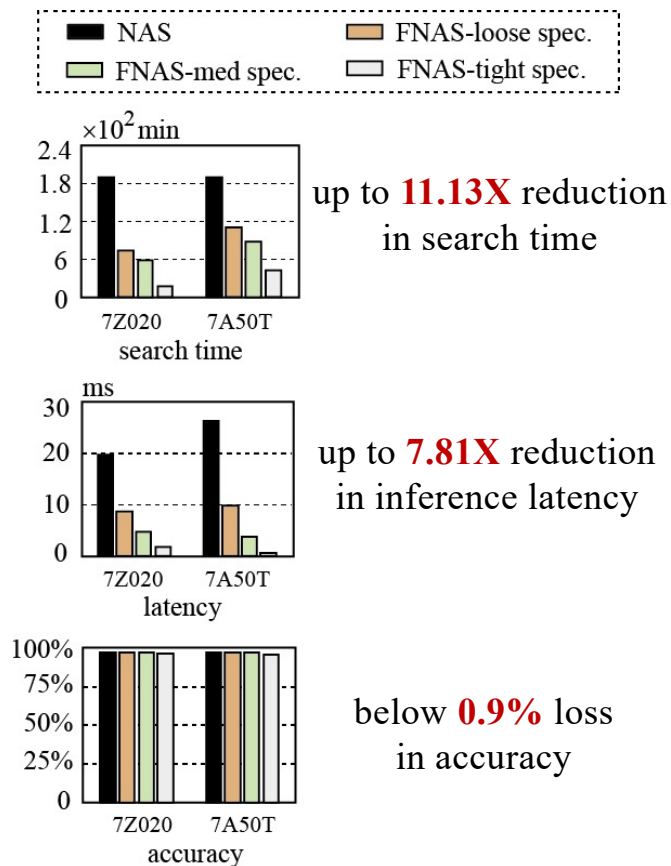 NAS
FNAS-loose spec.
FNAS-med spec.
FNAS-tight spec.
×10² min
2.4
1.8
1.2
6
0
7Z020
7A50T
search time
up to 11.13X reduction
in search time
ms
30
20
10
0
7Z020
7A50T
latency
up to 7.81X reduction
in inference latency
100%
75%
50%
25%
0
7Z020
7A50T
accuracy
below 0.9% loss
in accuracy